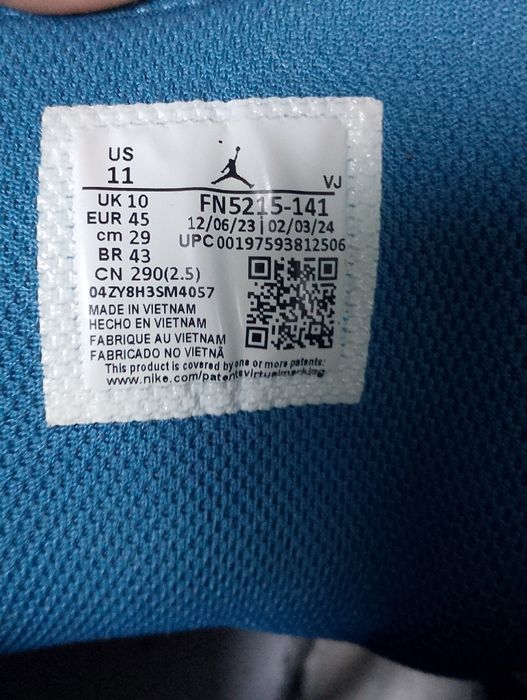 US
11
VJ
UK 10
FN5215-141
EUR 45
12/06/23 | 02/03/24
cm 29
UPC 00197593812506
BR 43
CN 290(2.5)
04ZY8H3SM4057
MADE IN VIETNAM
HECHO EN VIETNAM
FABRIQUE AU VIETNAM
FABRICADO NO VIETNÃ
This product is covered by one or more patents:
www.nike.com/patentsvirtualmarking